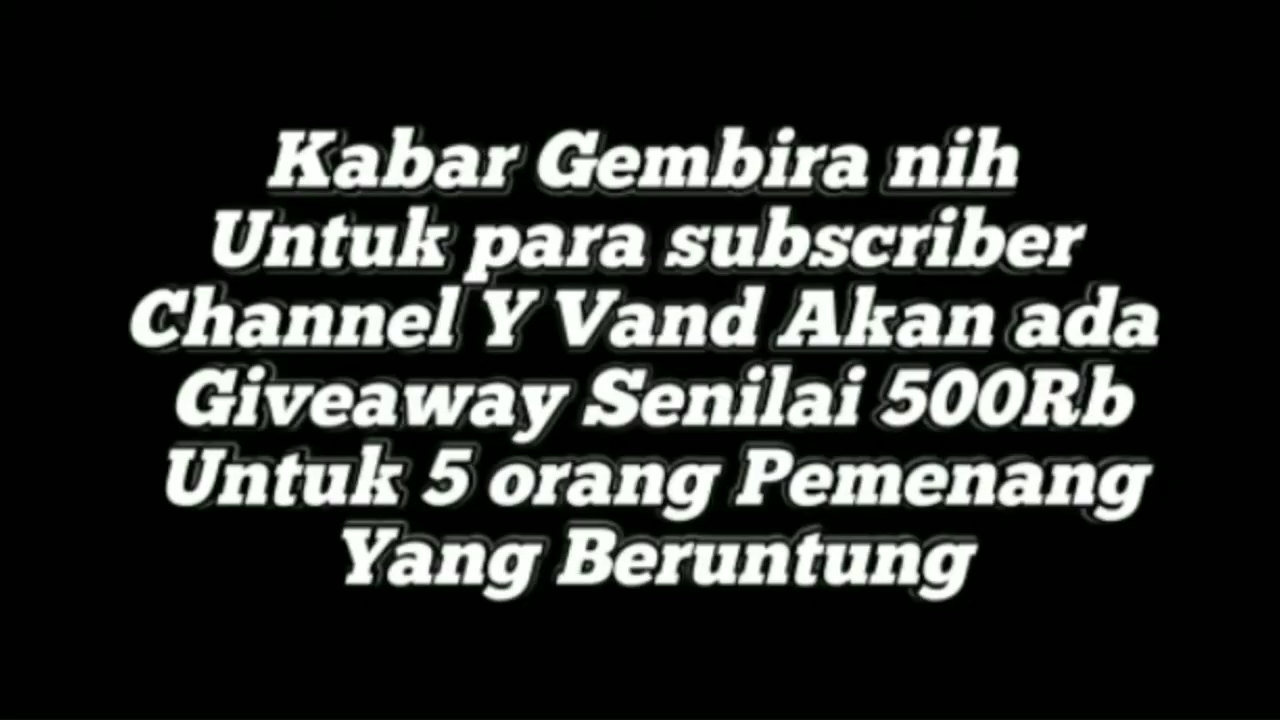 Kabar Gembira nih
Untuk para subscriber
Channel Y Vand Akan ada
Giveaway Senilai 500Rb
Untuk 5 orang Pemenang
Yang Beruntung